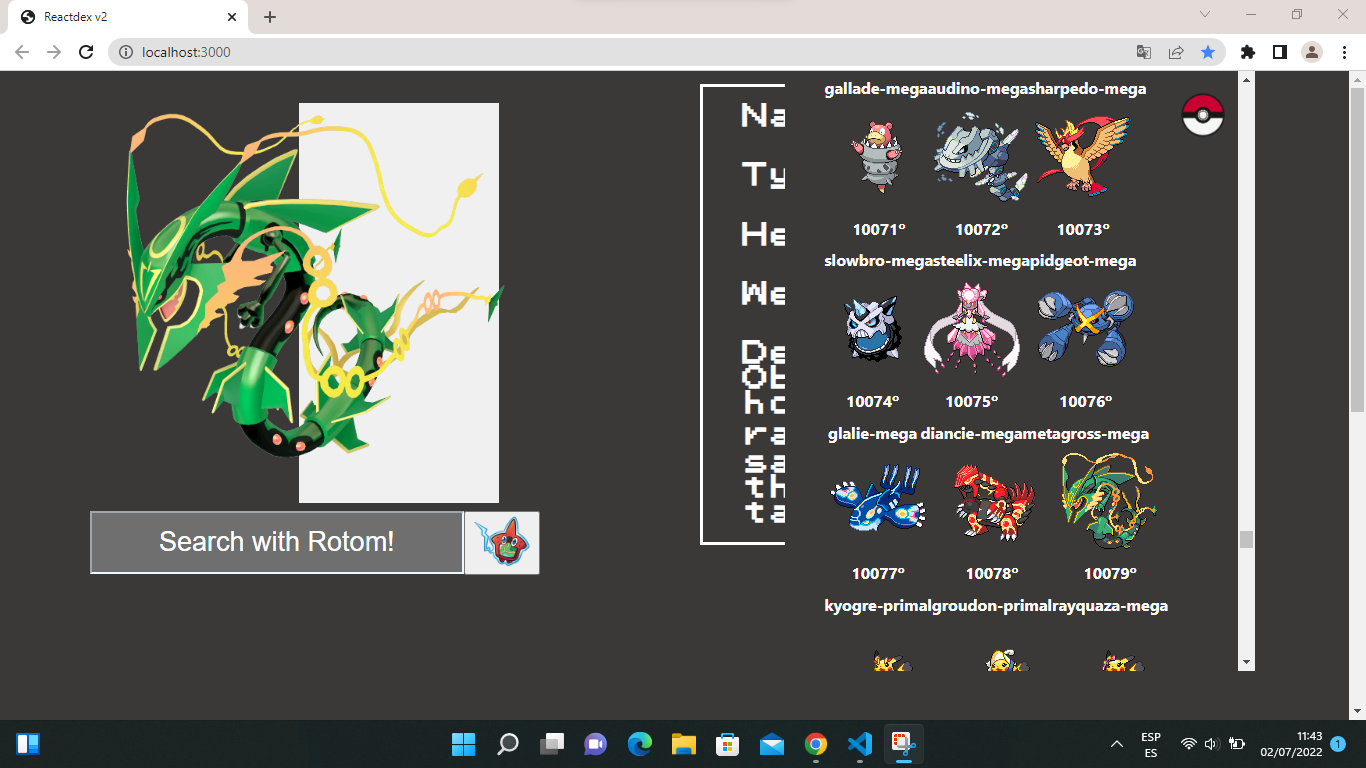 Reactdex v2
localhost:3000
Na
Ty
He
We
De
Ob
ho
ra
sa
th
ta
Search with Rotom!
gallade-megaaudino-megasharpedo-mega
10071º 10072º 10073º
slowbro-megasteelix-megapidgeot-mega
10074º 10075º 10076º
glalie-mega diancie-megametagross-mega
10077º 10078º 10079º
kyogre-primalgroudon-primalrayquaza-mega
ESP
ES
11:43
02/07/2022
1